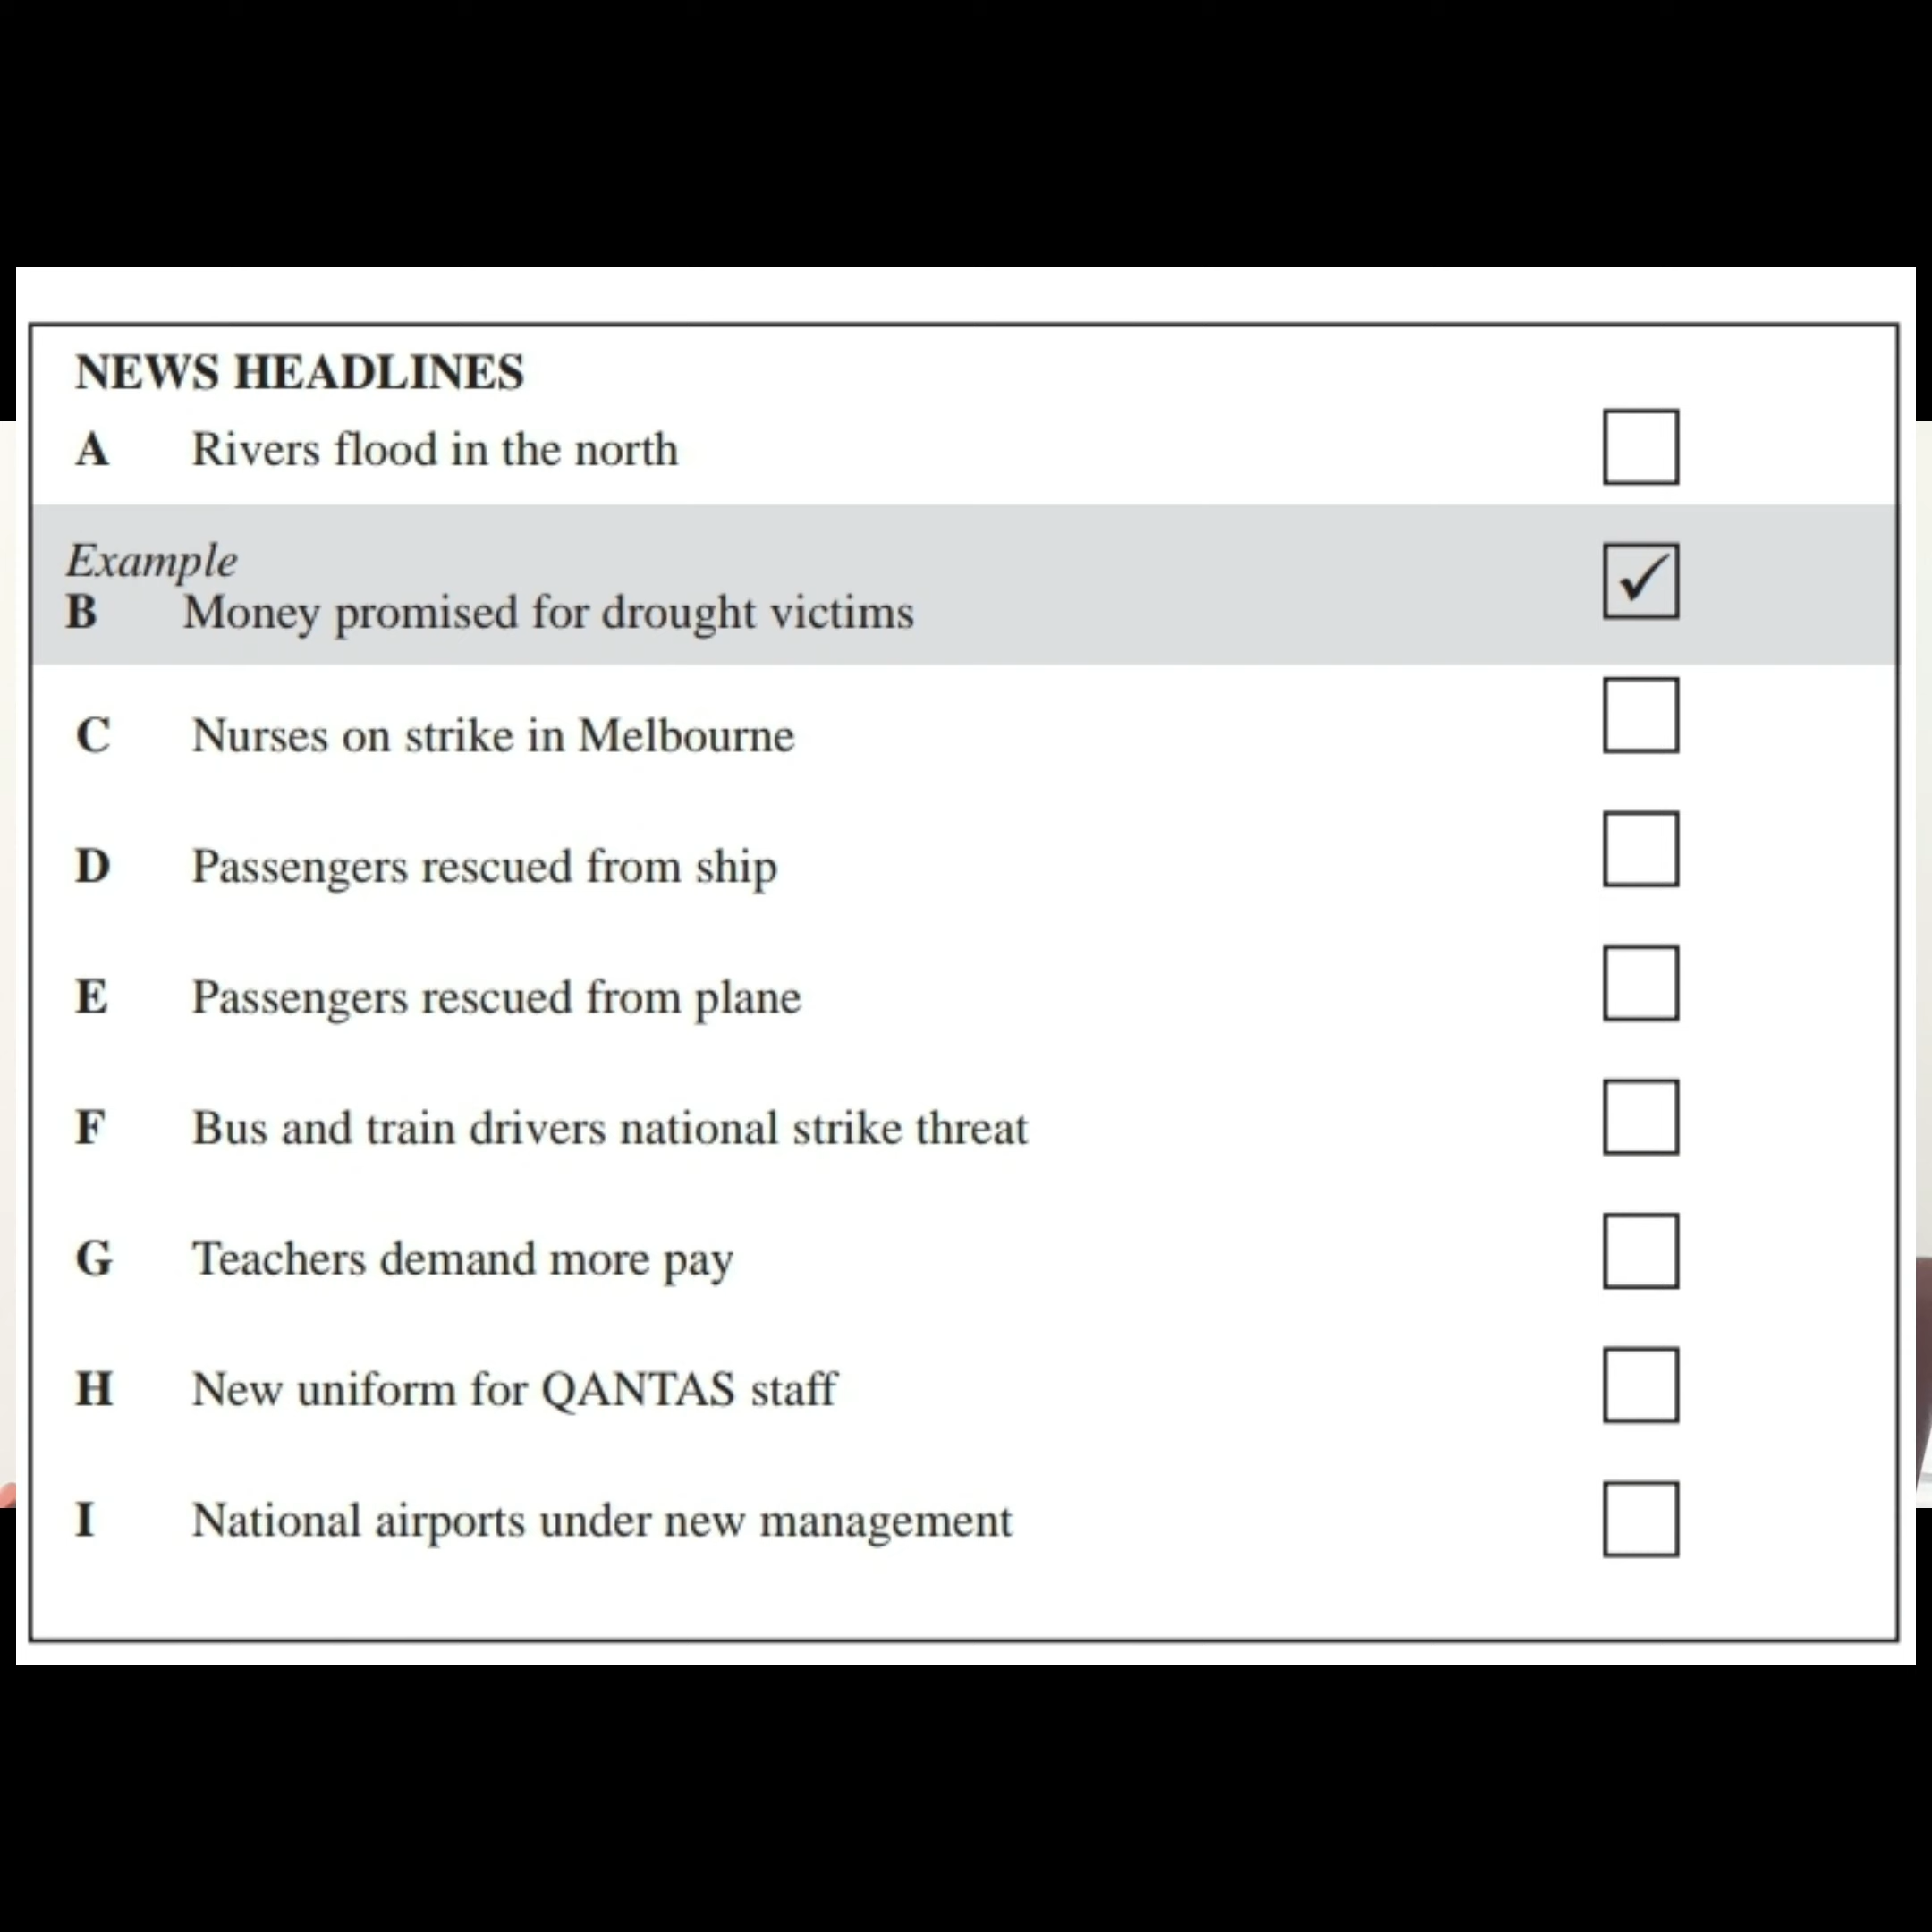 NEWS HEADLINES
A Rivers flood in the north
Example
B Money promised for drought victims
C Nurses on strike in Melbourne
D Passengers rescued from ship
E Passengers rescued from plane
F Bus and train drivers national strike threat
G Teachers demand more pay
H New uniform for QANTAS staff
I National airports under new management